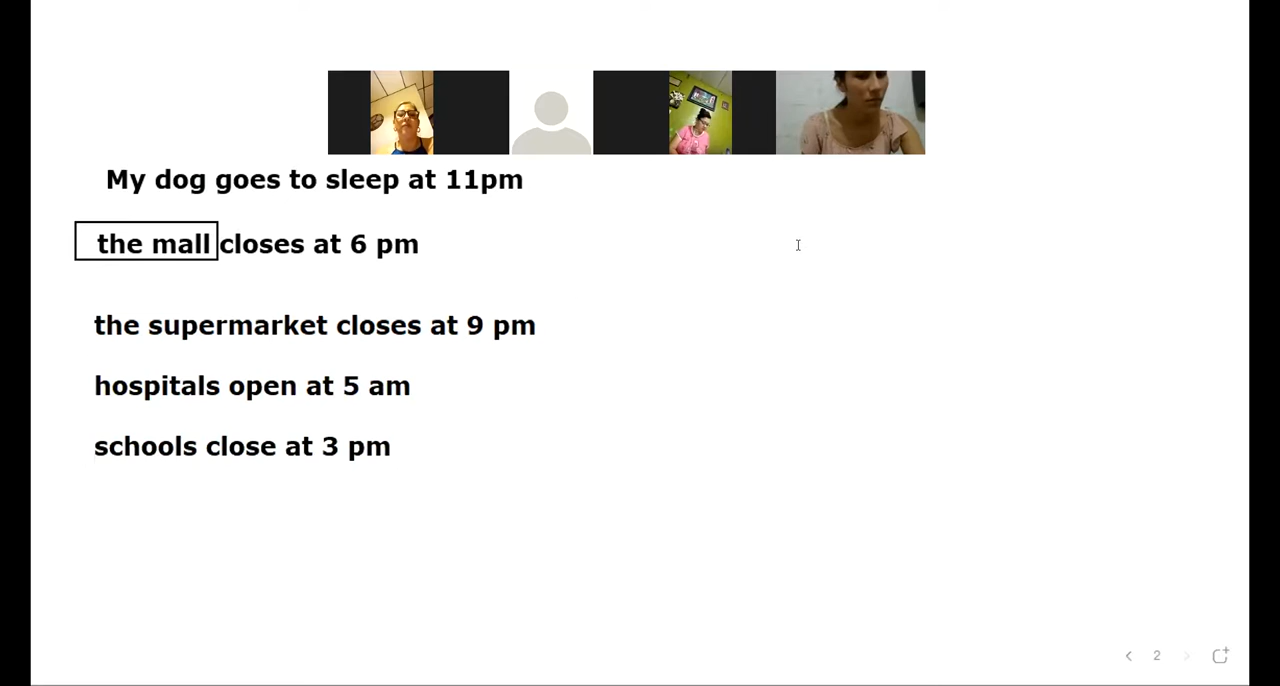 My dog goes to sleep at 11pm
the mall closes at 6 pm
the supermarket closes at 9 pm
hospitals open at 5 am
schools close at 3 pm
2